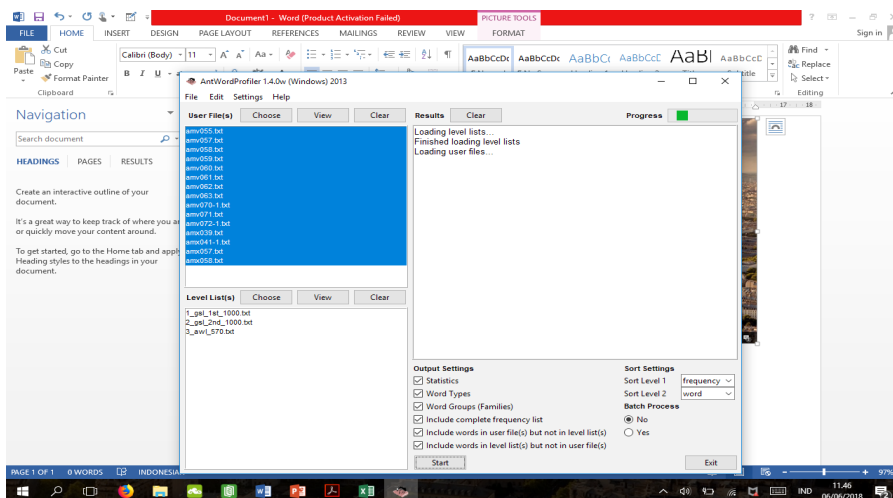 Document1 - Word (Product Activation Failed)
PICTURE TOOLS
FILE HOME INSERT DESIGN PAGE LAYOUT REFERENCES MAILINGS REVIEW VIEW FORMAT Sign in
Cut
Copy
Format Painter
Paste
Clipboard
Calibri (Body) 11
B I U
AaBbCcDc AaBbCcDc AaBbCc AaBbCcE AaBl AaBbCcC
Find
Replace
Select
Editing
17 18
Navigation
Search document
HEADINGS PAGES RESULTS
Create an interactive outline of your
document.
It's a great way to keep track of where you ar
or quickly move your content around.
To get started, go to the Home tab and apply
Heading styles to the headings in your
document.
AntWordProfiler 1.4.0w (Windows) 2013
File Edit Settings Help
User File(s) Choose View Clear
amv055.txt
amv057.txt
amv058.txt
amv059.txt
amv060.txt
amv061.txt
amv062.txt
amv063.txt
amv070-1.txt
amv071.txt
amv072-1.txt
amx039.txt
amx041-1.txt
amx057.txt
amx058.txt
Level List(s) Choose View Clear
1_gsl_1st_1000.txt
2_gsl_2nd_1000.txt
3_awl_570.txt
Results Clear Progress
Loading level lists...
Finished loading level lists
Loading user files...
Output Settings
Statistics
Word Types
Word Groups (Families)
Include complete frequency list
Include words in user file(s) but not in level list(s)
Include words in level list(s) but not in user file(s)
Start
Sort Settings
Sort Level 1 frequency
Sort Level 2 word
Batch Process
No
Yes
Exit
PAGE 1 OF 1 0 WORDS INDONESIA 97%
IND 11.46
06/06/2018